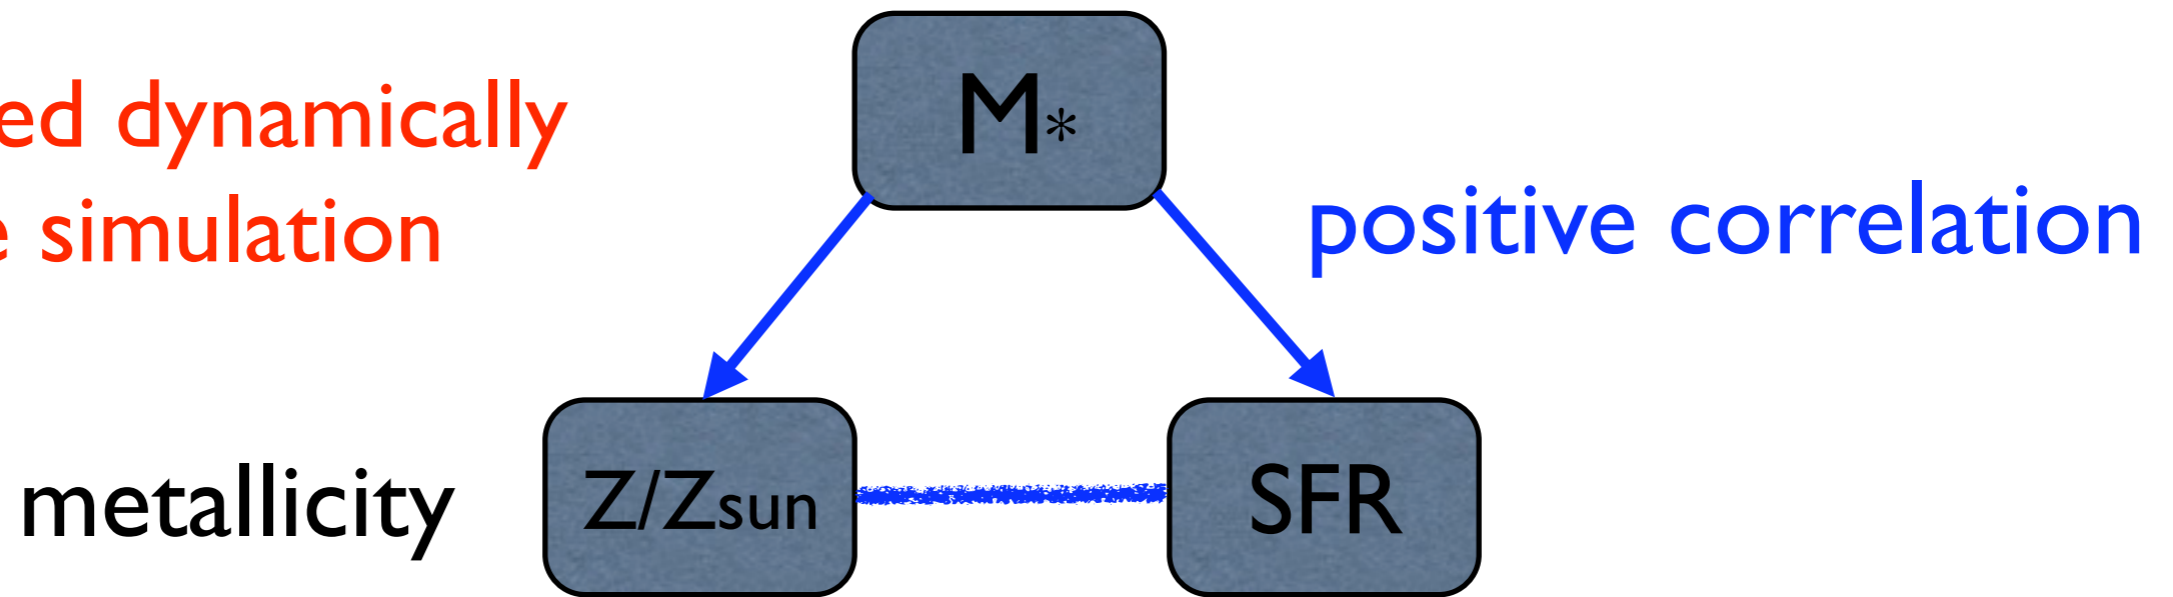 M*
ed dynamically
simulation
positive correlation
metallicity
Z/Zsun
SFR